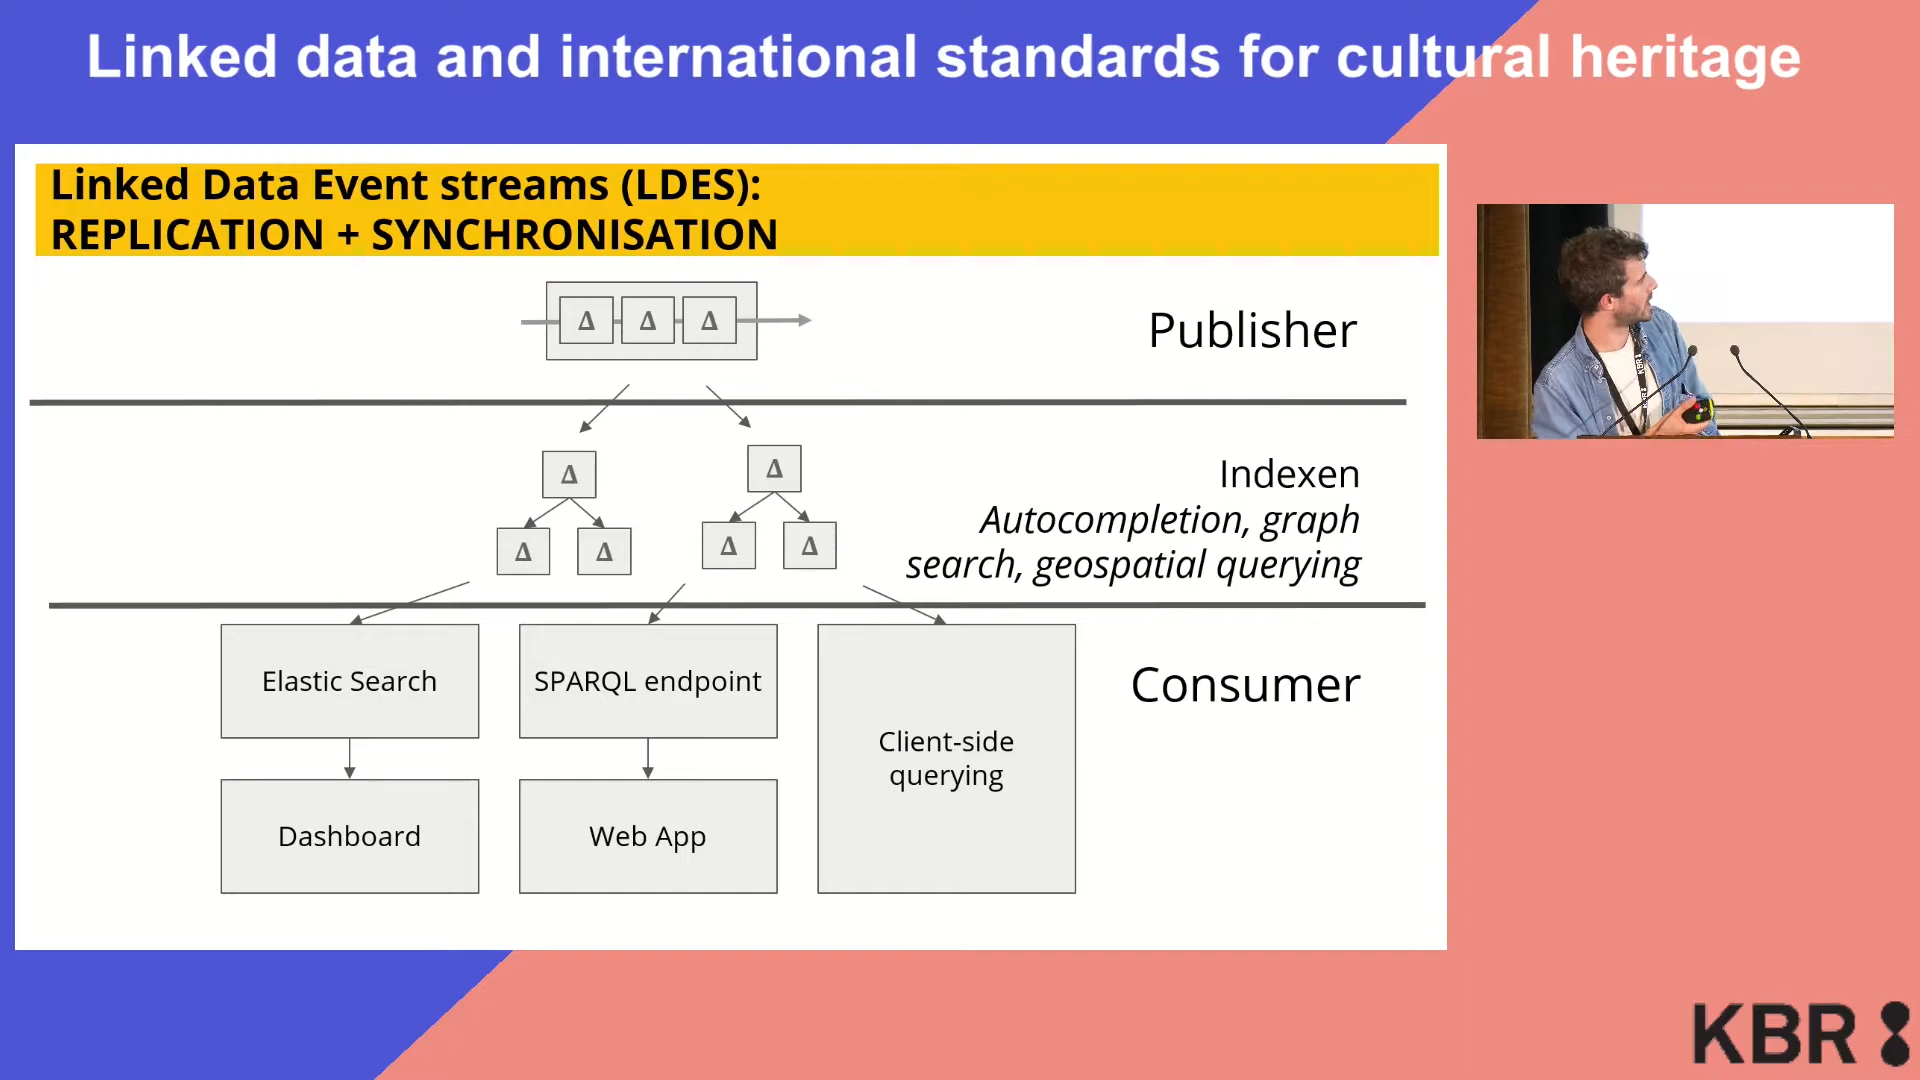 Linked data and international standards for cultural heritage
Linked Data Event streams (LDES):
REPLICATION + SYNCHRONISATION
Δ Δ Δ
Publisher
Δ Δ
Δ Δ Δ Δ
Indexen
Autocompletion, graph
search, geospatial querying
Elastic Search
SPARQL endpoint
Client-side
querying
Consumer
Dashboard
Web App
KBR